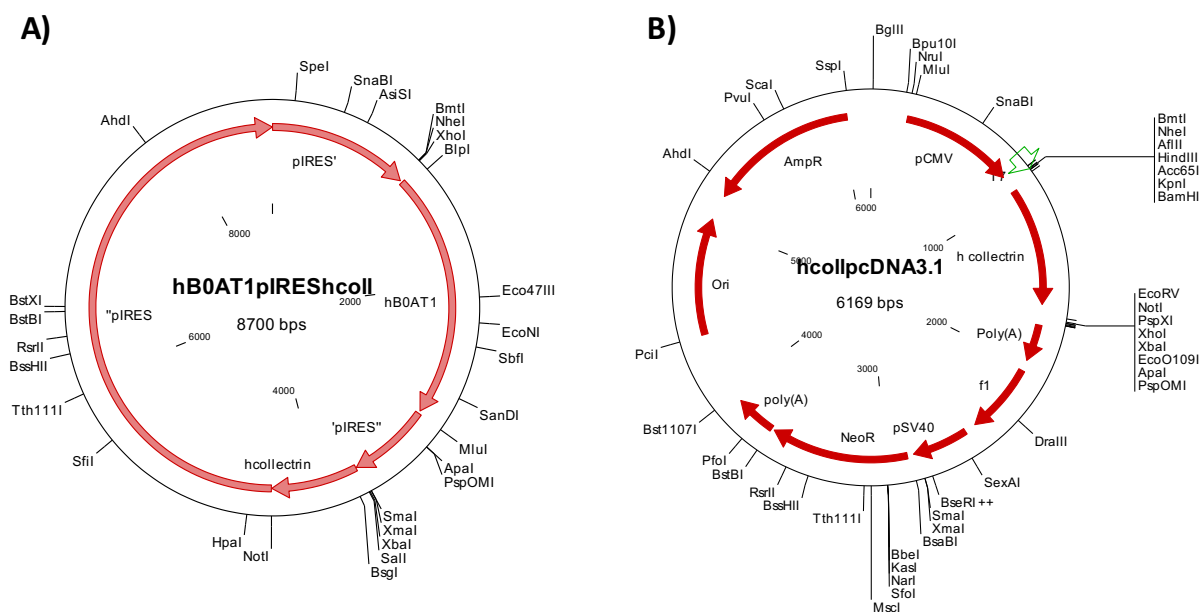 A)
SpeI
SnaBI
AsiSI
BmtI
NheI
XhoI
BlpI
AhdI
pIRES'
8000
hB0AT1pIREShcolI
8700 bps
2000
hB0AT1
Eco47III
EcoNI
SbfI
BstXI
BstBI
RsrII
BssHII
"pIRES
6000
4000
Tth111I
SfiI
'pIRES"
hcollectrin
SanDI
MluI
ApaI
PspOMI
HpaI
NotI
SmaI
XmaI
XbaI
SalI
BsgI
B)
BglII
Bpu10I
NruI
MluI
SspI
ScaI
PvuI
SnaBI
AhdI
AmpR
pCMV
BmtI
NheI
AflII
HindIII
Acc65I
KpnI
BamHI
6000
1000
5000
hcollpcDNA3.1
6169 bps
h collectrin
Ori
2000
4000
3000
Poly(A)
EcoRV
NotI
PspXI
XhoI
XbaI
EcoO109I
ApaI
PspOMI
PciI
f1
poly(A)
NeoR
pSV40
DraIII
Bst1107I
PfoI
BstBI
RsrII
BssHII
Tth111I
SexAI
BseRI ++
SmaI
XmaI
BsaBI
BbeI
KasI
NarI
SfoI
MscI